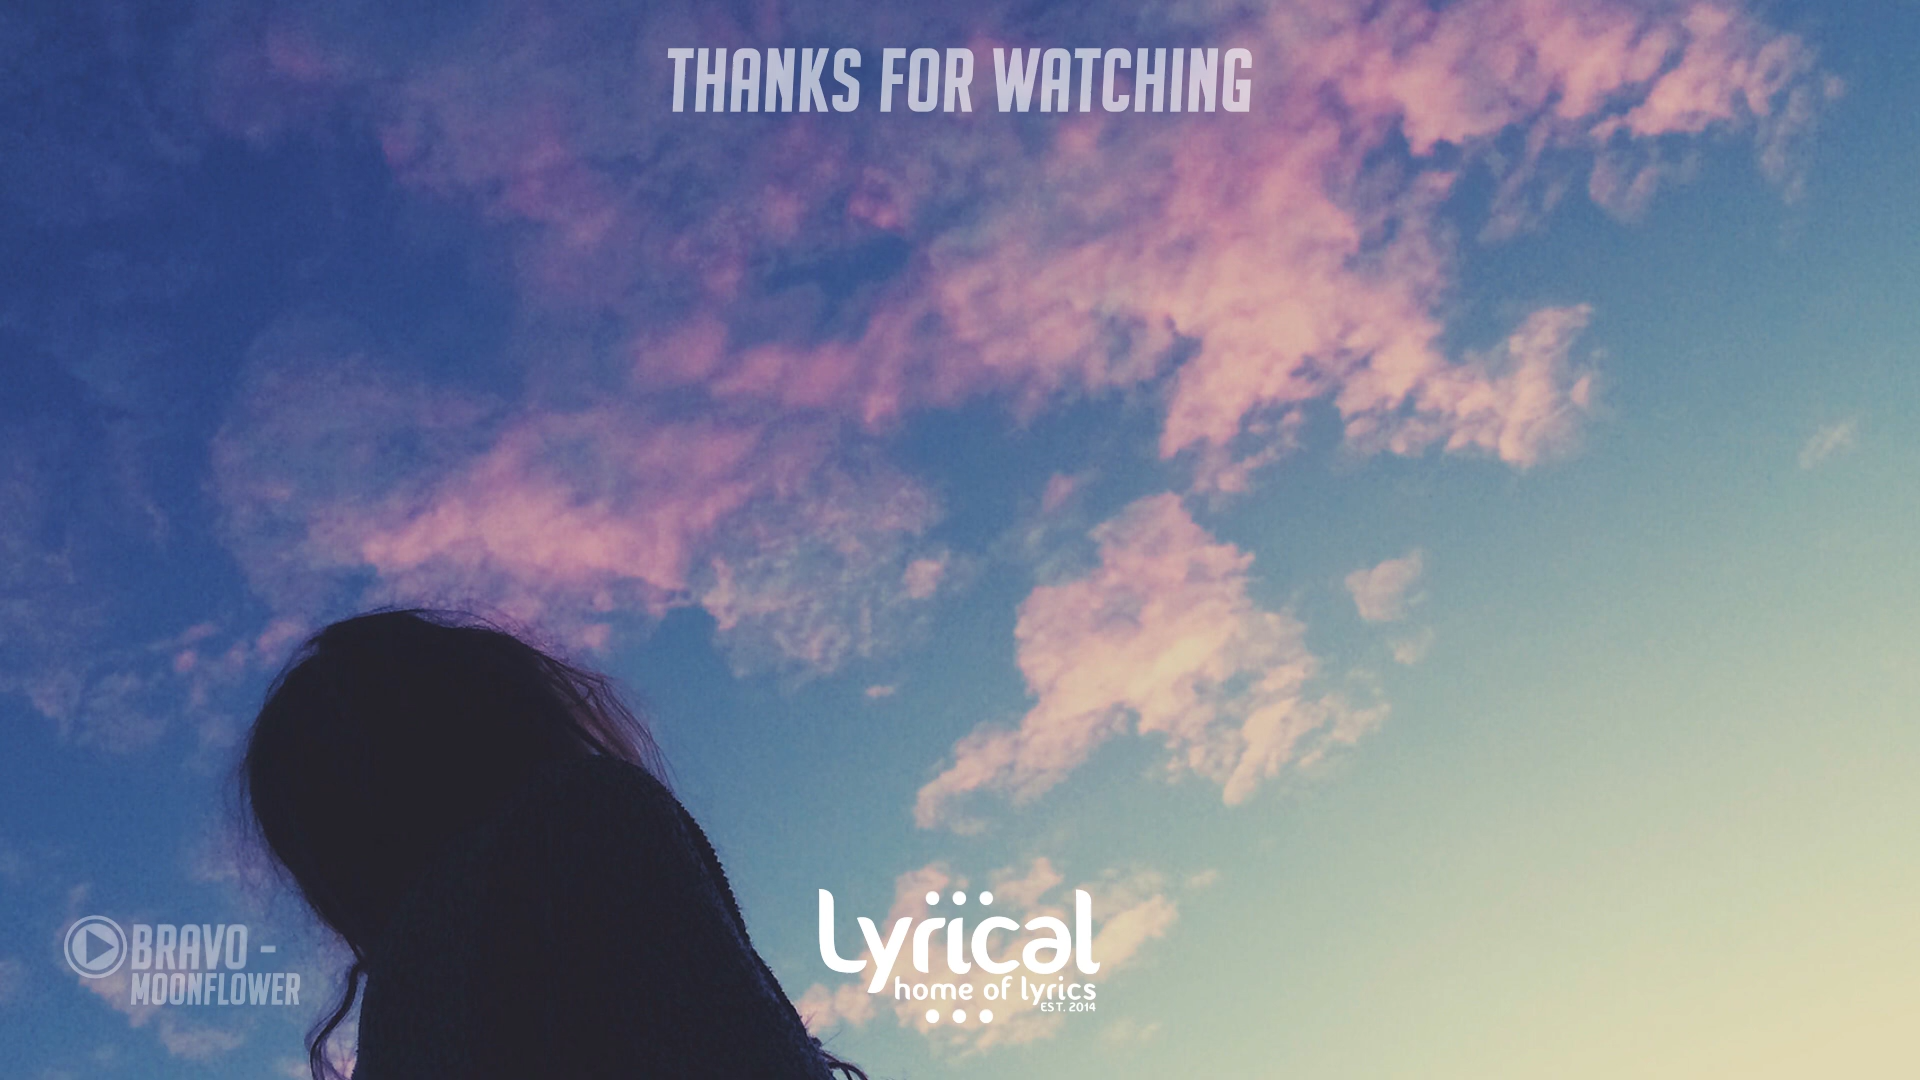 THANKS FOR WATCHING
BRAVO -
MOONFLOWER
Lyrical
home of lyrics
EST. 2014